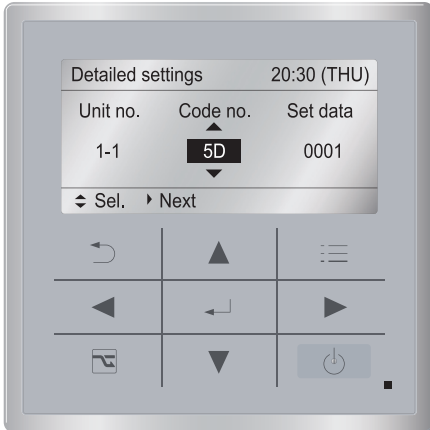 Detailed settings 20:30 (THU)
Unit no. Code no. Set data
1-1 5D 0001
Sel. Next